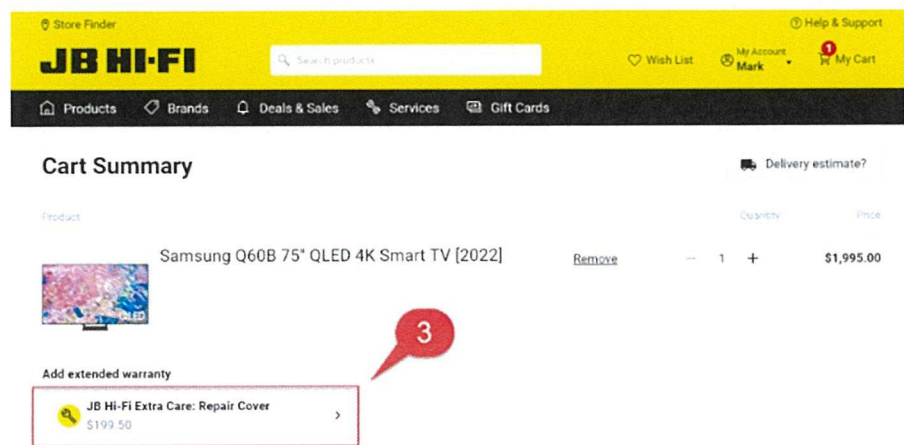 Store Finder
Help & Support
JB HI-FI
Search products
Wish List
My Account
Mark
1
My Cart
Products
Brands
Deals & Sales
Services
Gift Cards
Cart Summary
Delivery estimate?
Product
Quantity
Price
Samsung Q60B 75" QLED 4K Smart TV [2022]
Remove
− 1 +
$1,995.00
QLED
3
Add extended warranty
JB Hi-Fi Extra Care: Repair Cover
$199.50